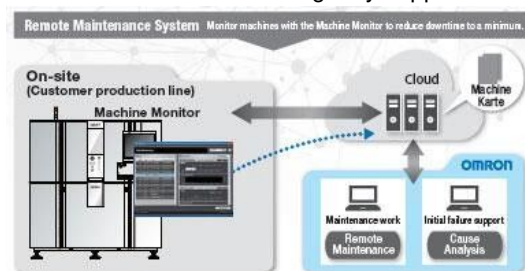 Remote Maintenance System Monitor machines with the Machine Monitor to reduce downtime to a minimum.
On-site
(Customer production line)
Machine Monitor
Cloud
Machine
Karte
OMRON
Maintenance work
Remote
Maintenance
Initial failure support
Cause
Analysis